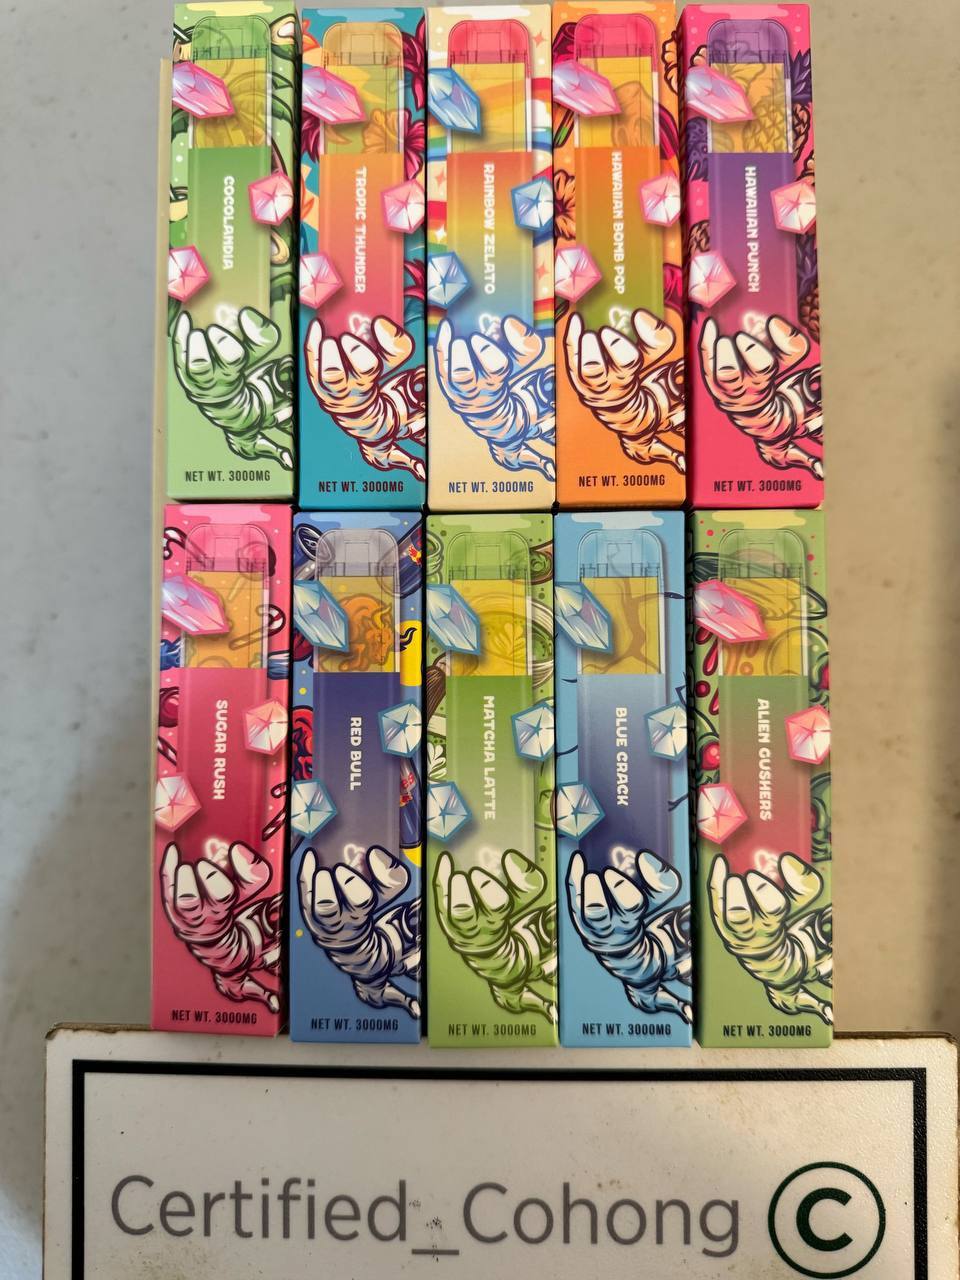 COCOLANDIA
NET WT. 3000MG
TROPIC THUNDER
NET WT. 3000MG
RAINBOW ZELATO
NET WT. 3000MG
HAWAIIAN BOMB POP
NET WT. 3000MG
HAWAIIAN PUNCH
NET WT. 3000MG
SUGAR RUSH
NET WT. 3000MG
RED BULL
NET WT. 3000MG
MATCHA LATTE
NET WT. 3000MG
BLUE CRACK
NET WT. 3000MG
ALIEN GUSHERS
NET WT. 3000MG
Certified_Cohong
C